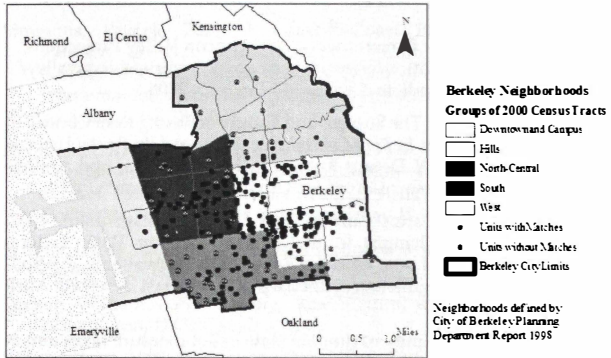 Kensington
El Cerrito
Richmond
N
Albany
Berkeley
Emeryville
Oakland
Miles
0 0.5 1.0
Berkeley Neighborhoods
Groups of 2000 Census Tracts
Downtown and Campus
Hills
North-Central
South
West
Units with Matches
Units without Matches
Berkeley City Limits
Neighborhoods defined by
City of Berkeley Planning
Department Report 1998